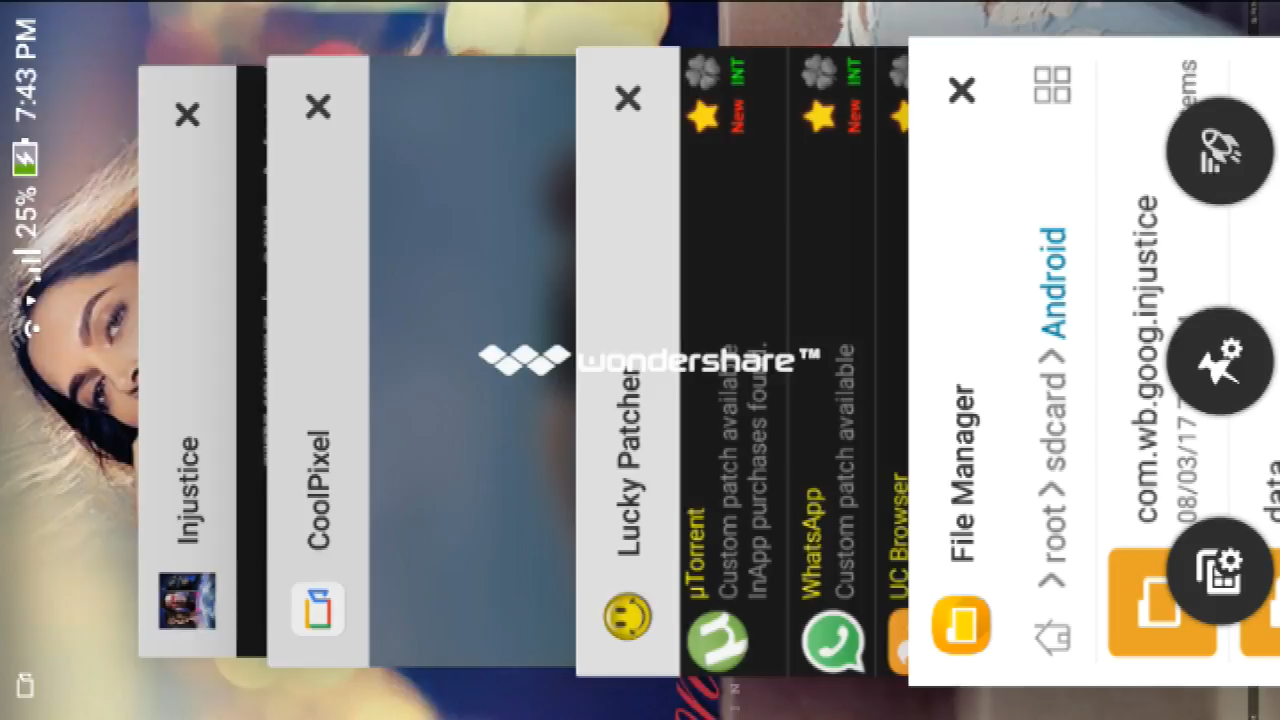 25% 7:43 PM
Injustice
CoolPixel
Lucky Patcher
µTorrent
Custom patch available
InApp purchases found.
New INT
WhatsApp
Custom patch available
New INT
UC Browser
File Manager
root > sdcard > Android
com.wb.goog.injustice
08/03/17
ems
data
wondershare™